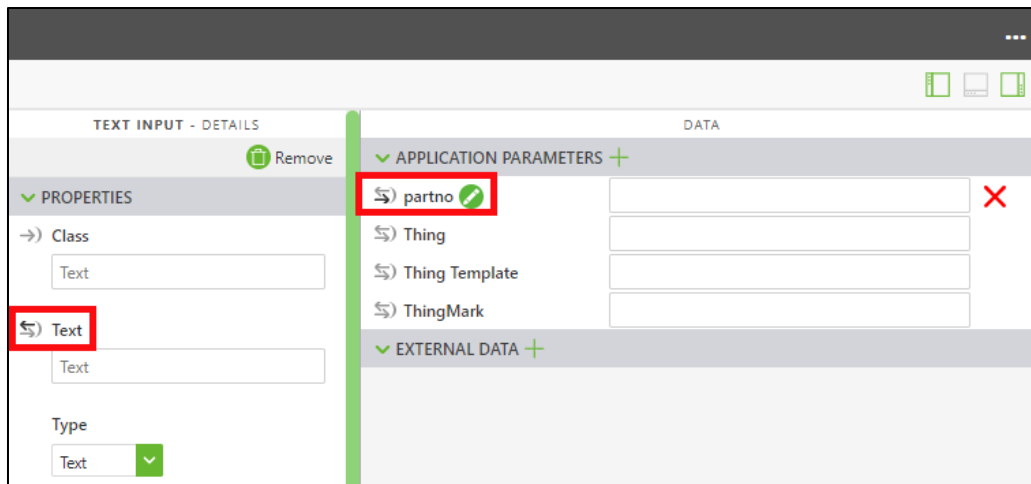 TEXT INPUT - DETAILS
Remove
PROPERTIES
Class
Text
Text
Text
Type
Text
DATA
APPLICATION PARAMETERS
partno
Thing
Thing Template
ThingMark
EXTERNAL DATA